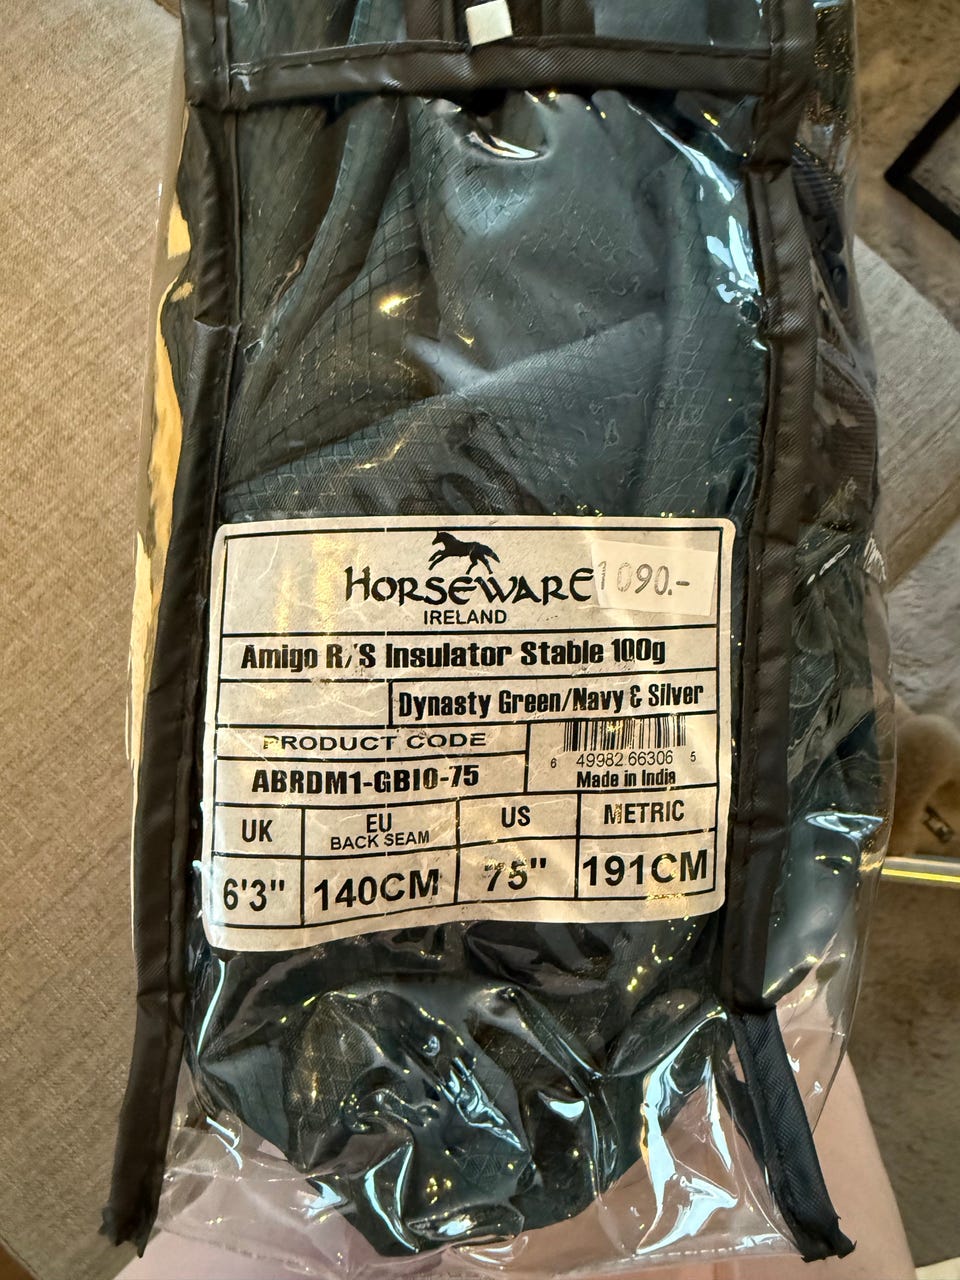 HORSEWARE
1090.-
IRELAND
Amigo R/S Insulator Stable 100g
Dynasty Green/Navy & Silver
PRODUCT CODE
ABRDM1-GBI0-75
6 49982 66306 5
Made in India
UK
EU
BACK SEAM
US
METRIC
6'3"
140CM
75"
191CM